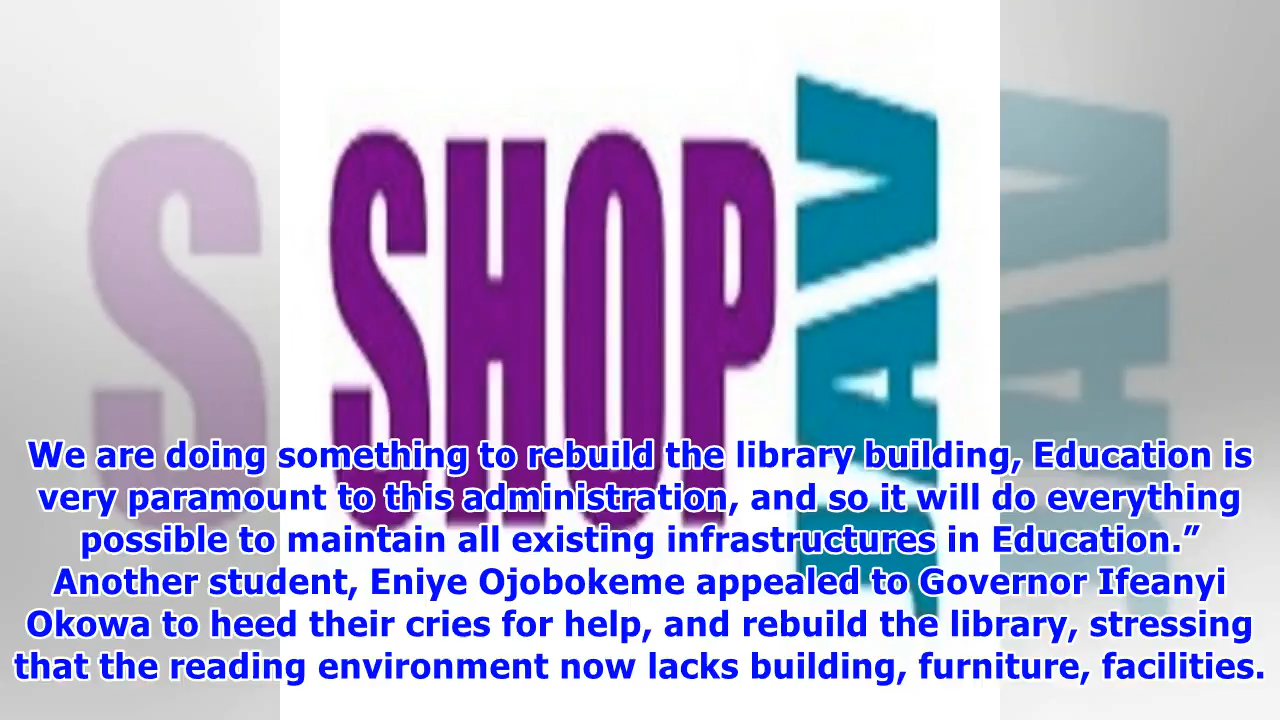 SHOP
We are doing something to rebuild the library building, Education is
very paramount to this administration, and so it will do everything
possible to maintain all existing infrastructures in Education.”
Another student, Eniye Ojobokeme appealed to Governor Ifeanyi
Okowa to heed their cries for help, and rebuild the library, stressing
that the reading environment now lacks building, furniture, facilities.